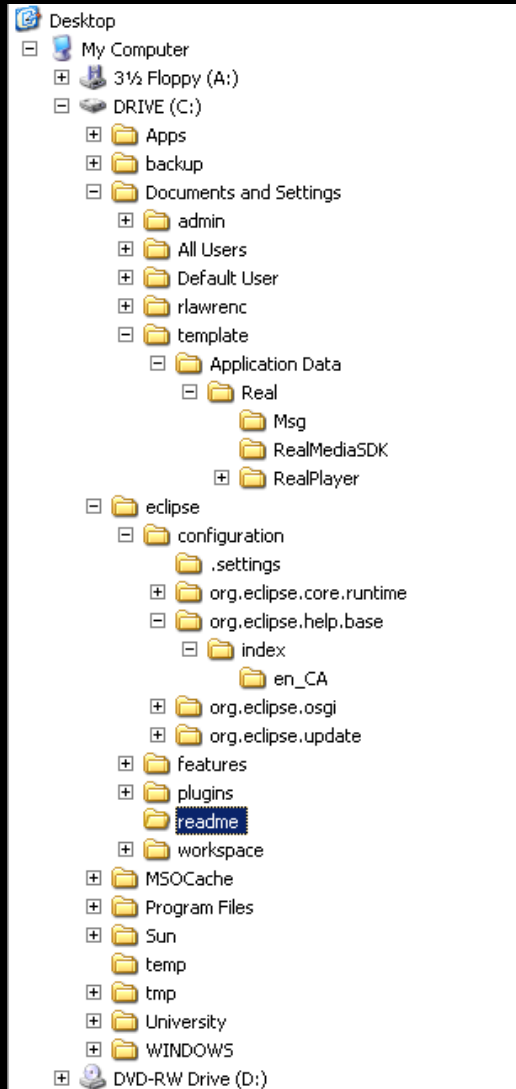 Desktop
My Computer
3½ Floppy (A:)
DRIVE (C:)
Apps
backup
Documents and Settings
admin
All Users
Default User
rlawrenc
template
Application Data
Real
Msg
RealMediaSDK
RealPlayer
eclipse
configuration
.settings
org.eclipse.core.runtime
org.eclipse.help.base
index
en_CA
org.eclipse.osgi
org.eclipse.update
features
plugins
readme
workspace
MSOCache
Program Files
Sun
temp
tmp
University
WINDOWS
DVD-RW Drive (D:)